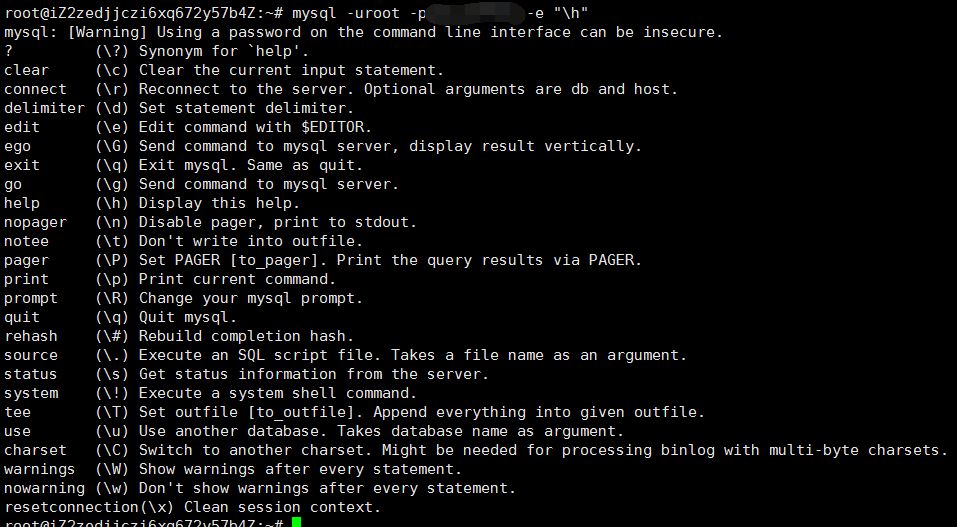 root@iZ2zedjjczi6xq672y57b4Z:~# mysql -uroot -p -e "\h"
mysql: [Warning] Using a password on the command line interface can be insecure.
?         (\?) Synonym for `help'.
clear     (\c) Clear the current input statement.
connect   (\r) Reconnect to the server. Optional arguments are db and host.
delimiter (\d) Set statement delimiter.
edit      (\e) Edit command with $EDITOR.
ego       (\G) Send command to mysql server, display result vertically.
exit      (\q) Exit mysql. Same as quit.
go        (\g) Send command to mysql server.
help      (\h) Display this help.
nopager   (\n) Disable pager, print to stdout.
notee     (\t) Don't write into outfile.
pager     (\P) Set PAGER [to_pager]. Print the query results via PAGER.
print     (\p) Print current command.
prompt    (\R) Change your mysql prompt.
quit      (\q) Quit mysql.
rehash    (\#) Rebuild completion hash.
source    (\.) Execute an SQL script file. Takes a file name as an argument.
status    (\s) Get status information from the server.
system    (\!) Execute a system shell command.
tee       (\T) Set outfile [to_outfile]. Append everything into given outfile.
use       (\u) Use another database. Takes database name as argument.
charset   (\C) Switch to another charset. Might be needed for processing binlog with multi-byte charsets.
warnings  (\W) Show warnings after every statement.
nowarning (\w) Don't show warnings after every statement.
resetconnection(\x) Clean session context.
root@iZ2zedjjczi6xq672y57b4Z:~#